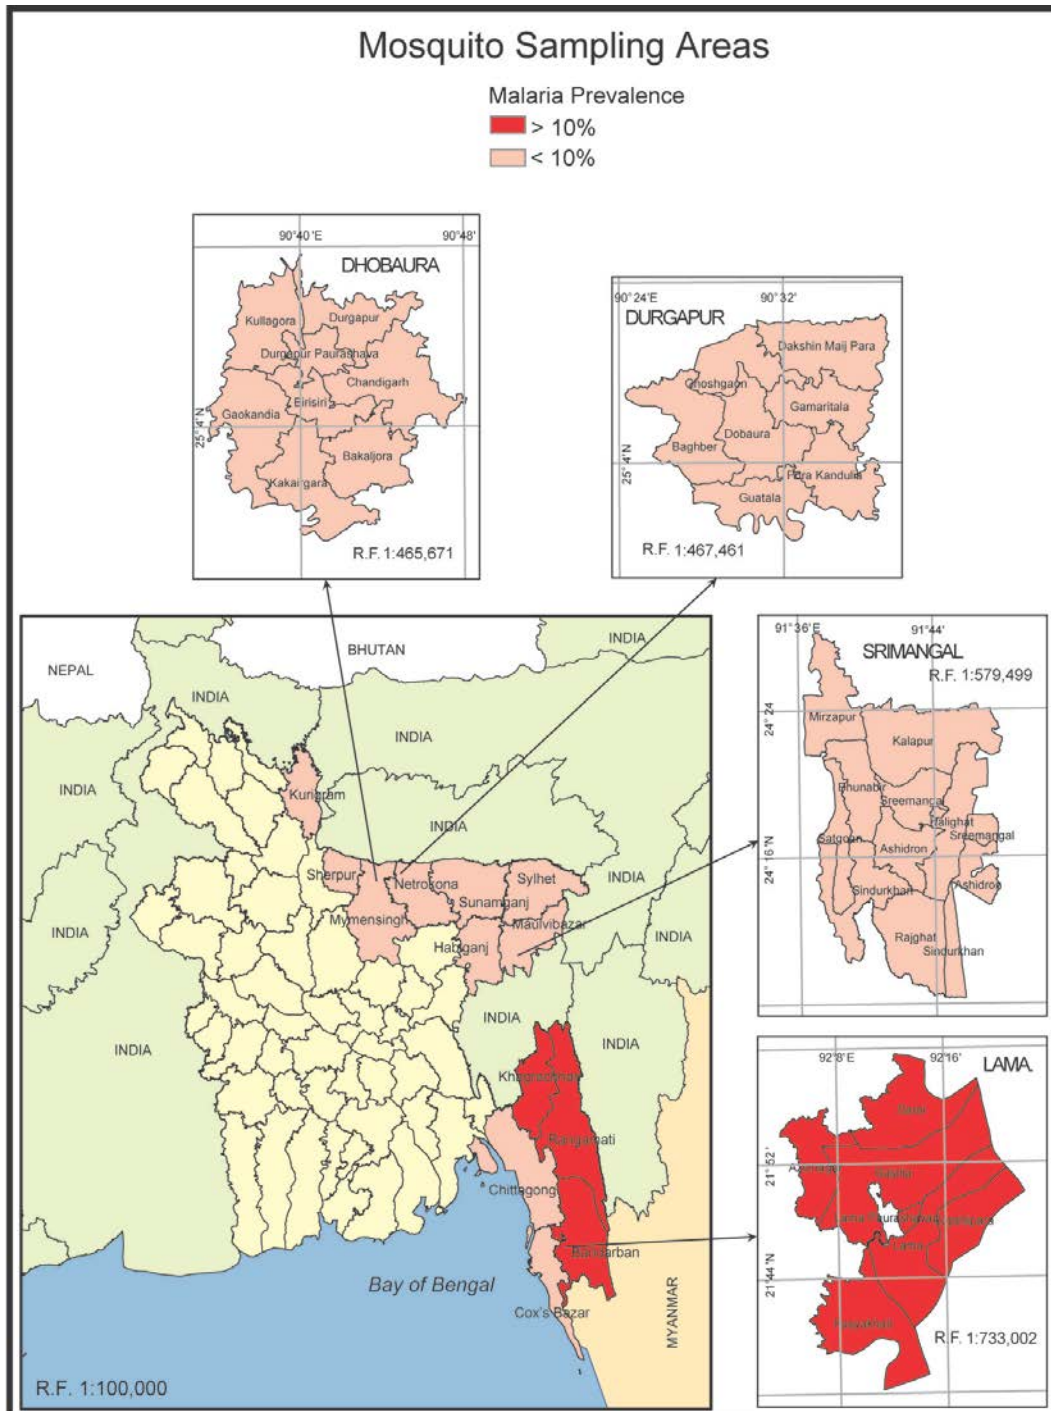 Mosquito Sampling Areas
Malaria Prevalence
> 10%
< 10%
90°40'E
90°48'
DHOBAURA
Kullagora
Durgapur
Durgapur Paurashava
Chandigarh
Eirisiri
Gaokandia
25°4'N
Bakaljora
Kakairgara
R.F. 1:465,671
90°24'E
90°32'
DURGAPUR
Dakshin Maij Para
Ghoshgaon
Gamaritala
Dobaura
Baghber
25°4'N
Pora Kandulia
Guatala
R.F. 1:467,461
91°36'E
91°44'
SRIMANGAL
R.F. 1:579,499
24°24
Mirzapur
Kalapur
Bhunabir
Sreemangal
Kalighat
Sreemangal
Satgoan
Ashidron
24°16'N
Sindurkhan
Ashidron
Rajghat
Sindurkhan
92°8'E
92°16'
LAMA.
21°52'
Lama
21°44'N
R.F. 1:733,002
NEPAL
BHUTAN
INDIA
INDIA
INDIA
INDIA
INDIA
INDIA
INDIA
INDIA
INDIA
INDIA
INDIA
Kurigram
Sherpur
Netrokona
Sylhet
Sunamganj
Mymensingh
Maulvibazar
Habiganj
Rangamati
Chittagong
Bandarban
Bay of Bengal
Cox's Bazar
MYANMAR
R.F. 1:100,000